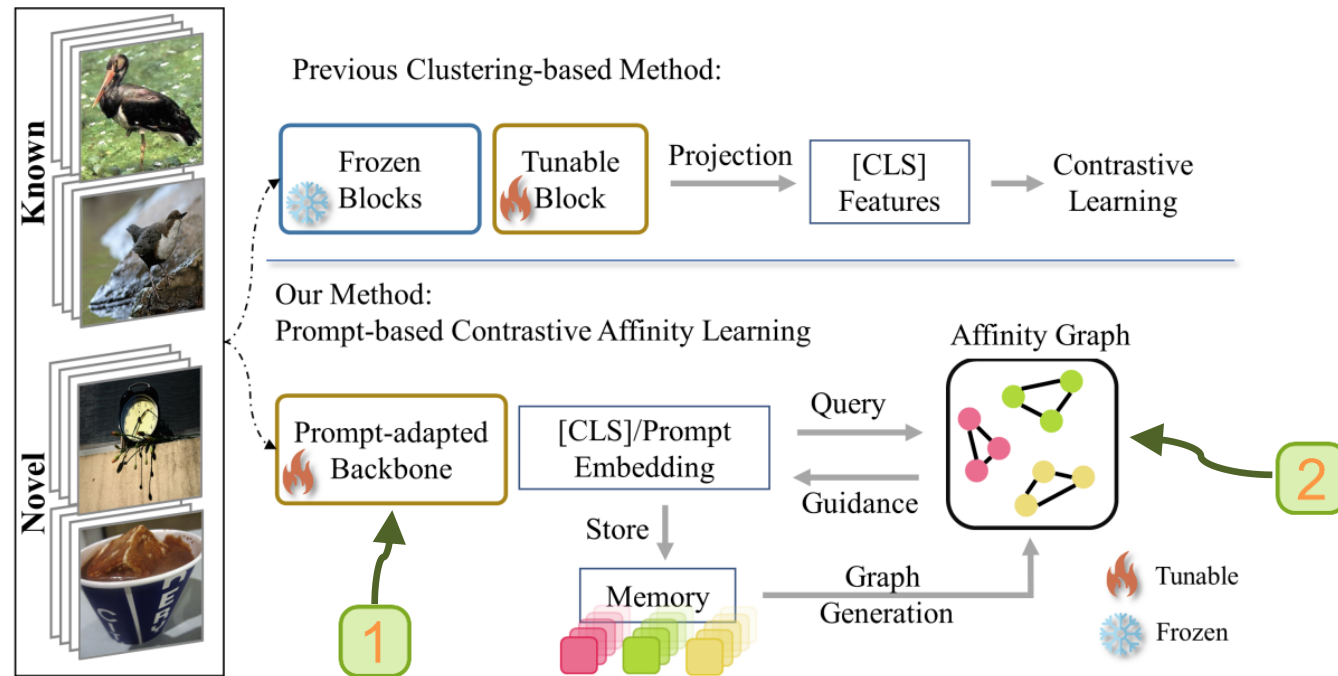 Known
Novel
Previous Clustering-based Method:
Frozen
Blocks
Tunable
Block
Projection
[CLS]
Features
Contrastive
Learning
Our Method:
Prompt-based Contrastive Affinity Learning
Affinity Graph
Prompt-adapted
Backbone
[CLS]/Prompt
Embedding
Query
Guidance
Store
Memory
Graph
Generation
Tunable
Frozen
1
2